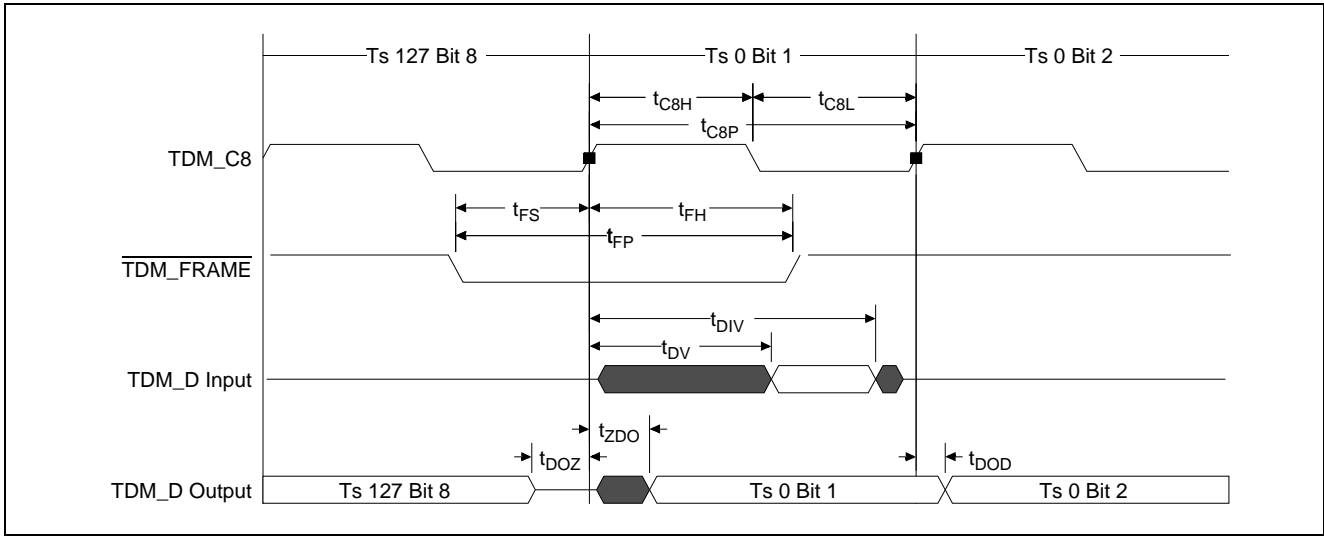 Ts 127 Bit 8 Ts 0 Bit 1 Ts 0 Bit 2
tC8H tC8L
tC8P
TDM_C8
tFS tFH
tFP
TDM_FRAME
tDIV
tDV
TDM_D Input
tZDO
tDOZ tDOD
TDM_D Output Ts 127 Bit 8 Ts 0 Bit 1 Ts 0 Bit 2